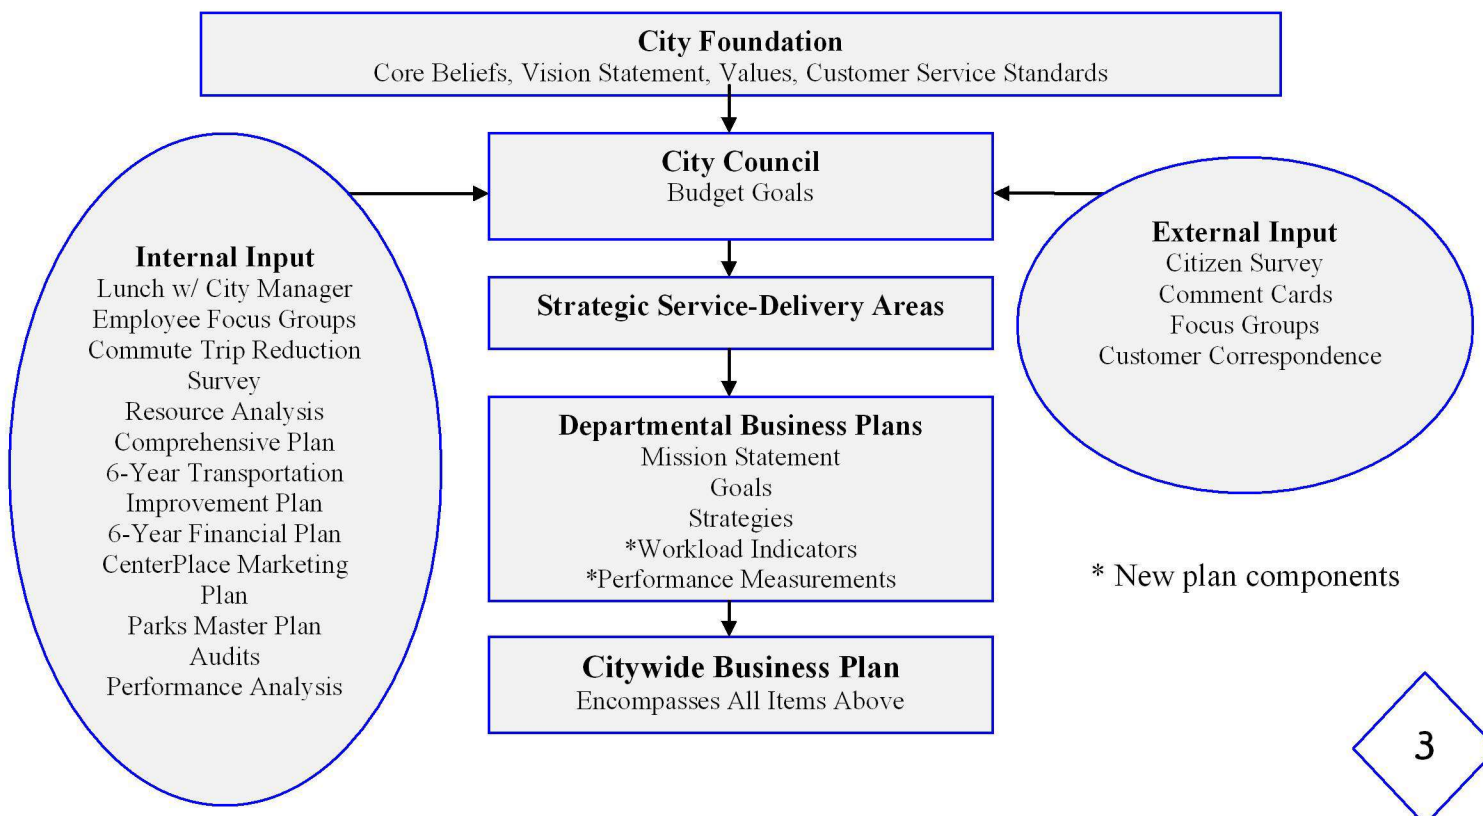 City Foundation
Core Beliefs, Vision Statement, Values, Customer Service Standards
City Council
Budget Goals
Internal Input
Lunch w/ City Manager
Employee Focus Groups
Commute Trip Reduction
Survey
Resource Analysis
Comprehensive Plan
6-Year Transportation
Improvement Plan
6-Year Financial Plan
CenterPlace Marketing
Plan
Parks Master Plan
Audits
Performance Analysis
External Input
Citizen Survey
Comment Cards
Focus Groups
Customer Correspondence
Strategic Service-Delivery Areas
Departmental Business Plans
Mission Statement
Goals
Strategies
*Workload Indicators
*Performance Measurements
* New plan components
Citywide Business Plan
Encompasses All Items Above
3